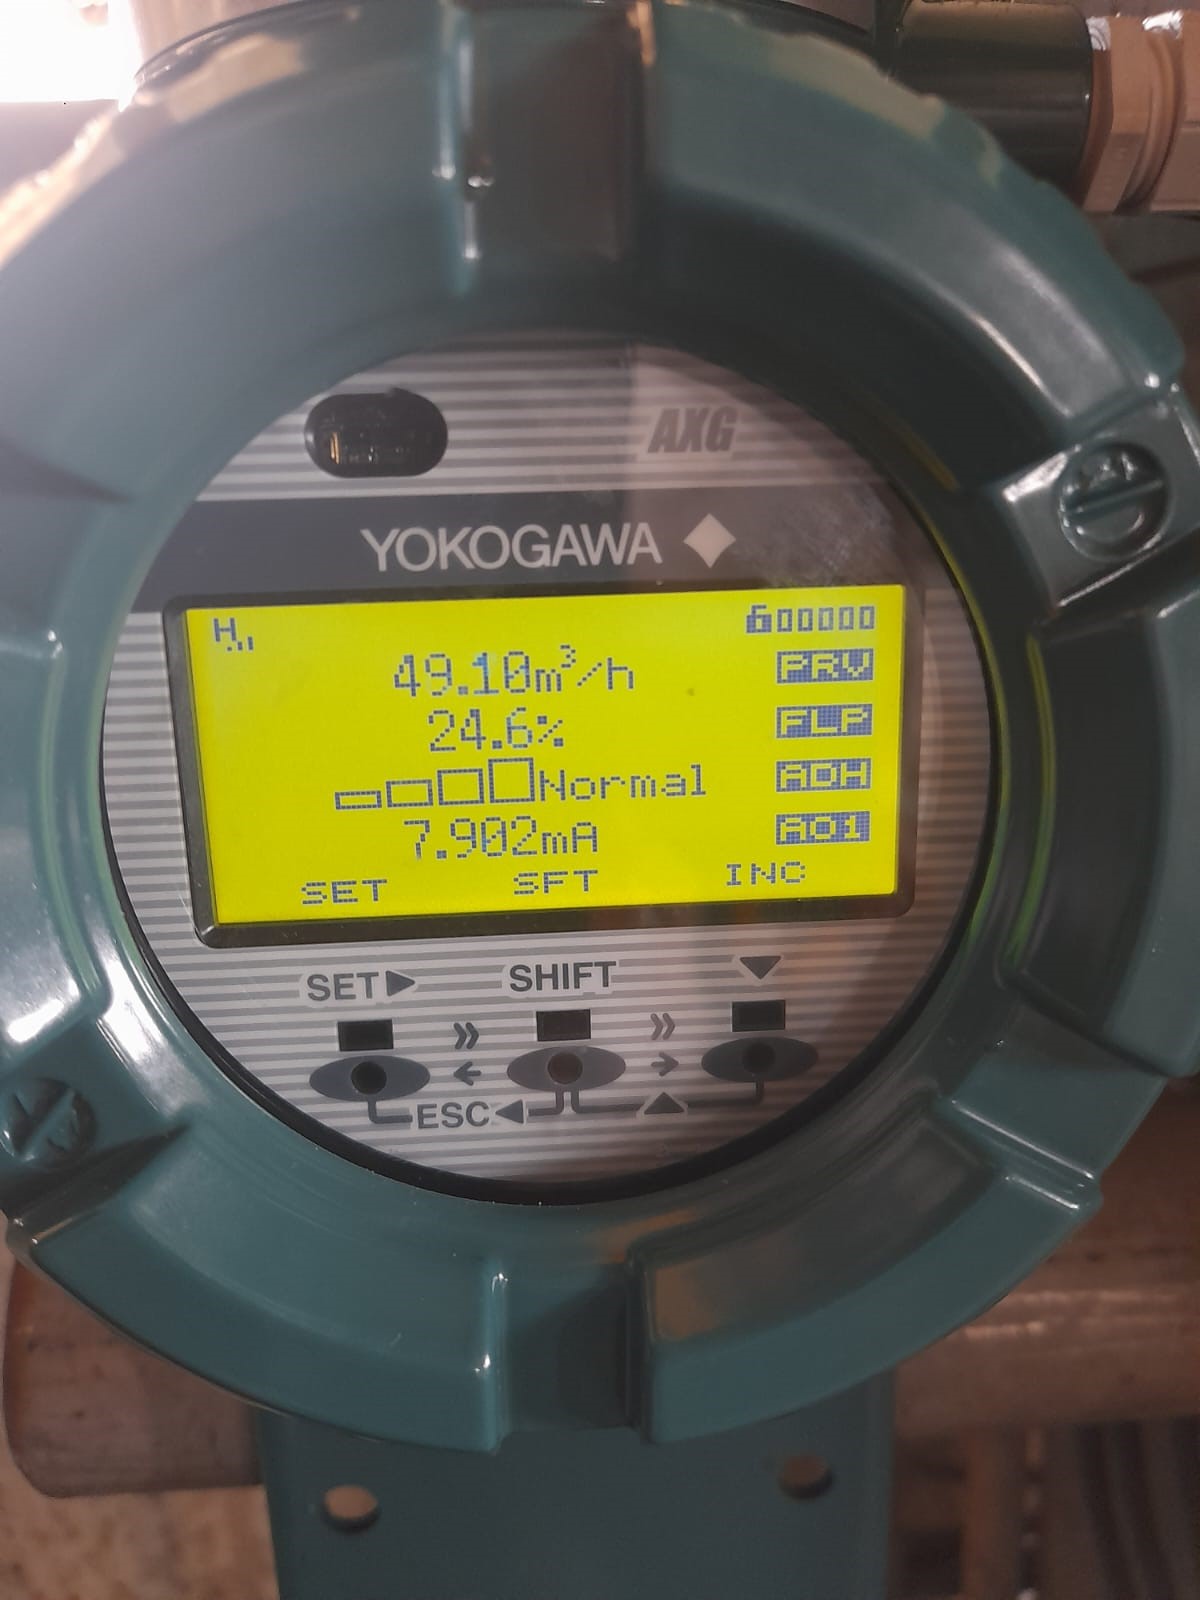 AXG
YOKOGAWA
H 600000
49.10m³/h PRV
24.6% FLP
Normal ADH
7.902mA AO1
SET SFT INC
SET▶ SHIFT ▼
» »
← →
ESC◀ ▲